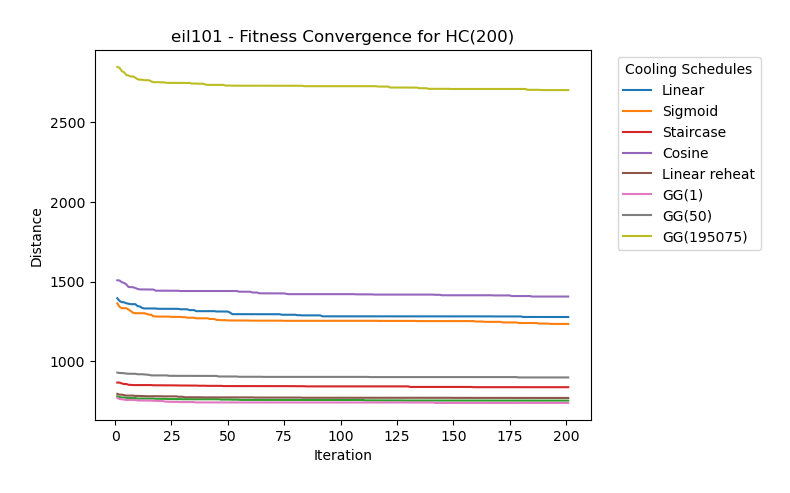 eil101 - Fitness Convergence for HC(200)
Cooling Schedules
Linear
Sigmoid
Staircase
Cosine
Linear reheat
GG(1)
GG(50)
GG(195075)
Distance
2500
2000
1500
1000
0 25 50 75 100 125 150 175 200
Iteration